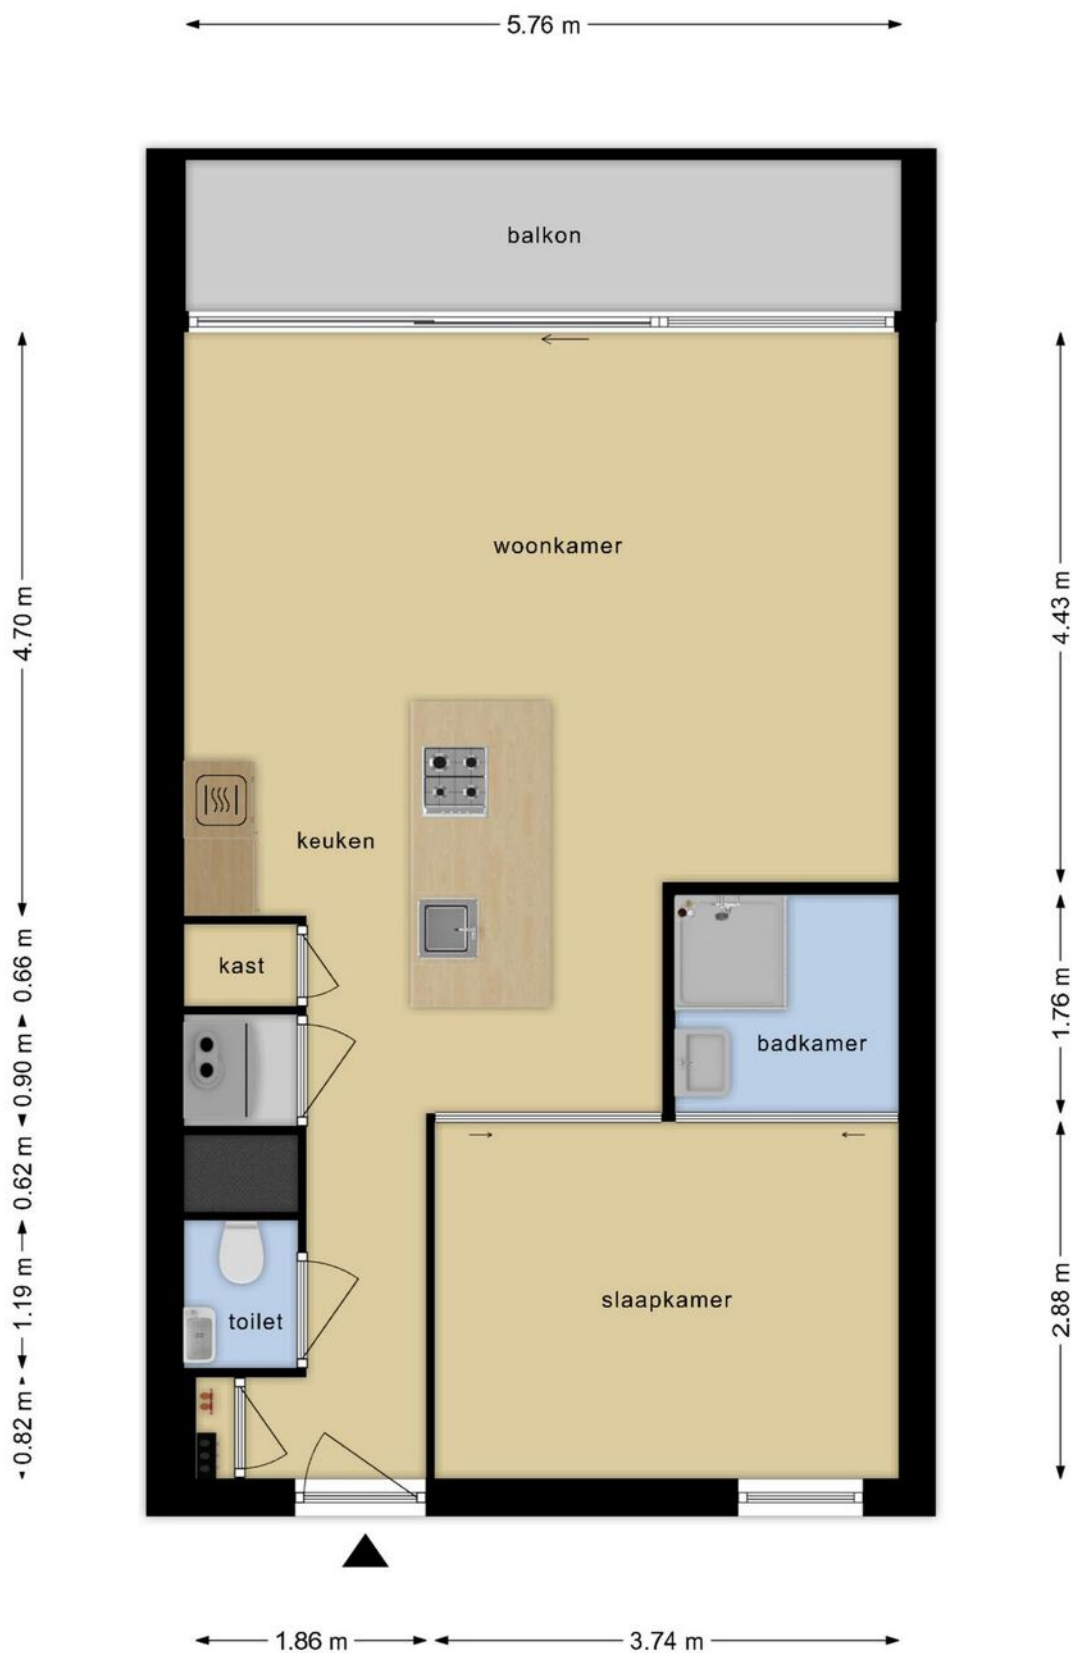 5.76 m
balkon
woonkamer
4.70 m
4.43 m
keuken
kast
0.66 m
badkamer
1.76 m
0.90 m
0.62 m
toilet
1.19 m
slaapkamer
2.88 m
0.82 m
1.86 m
3.74 m